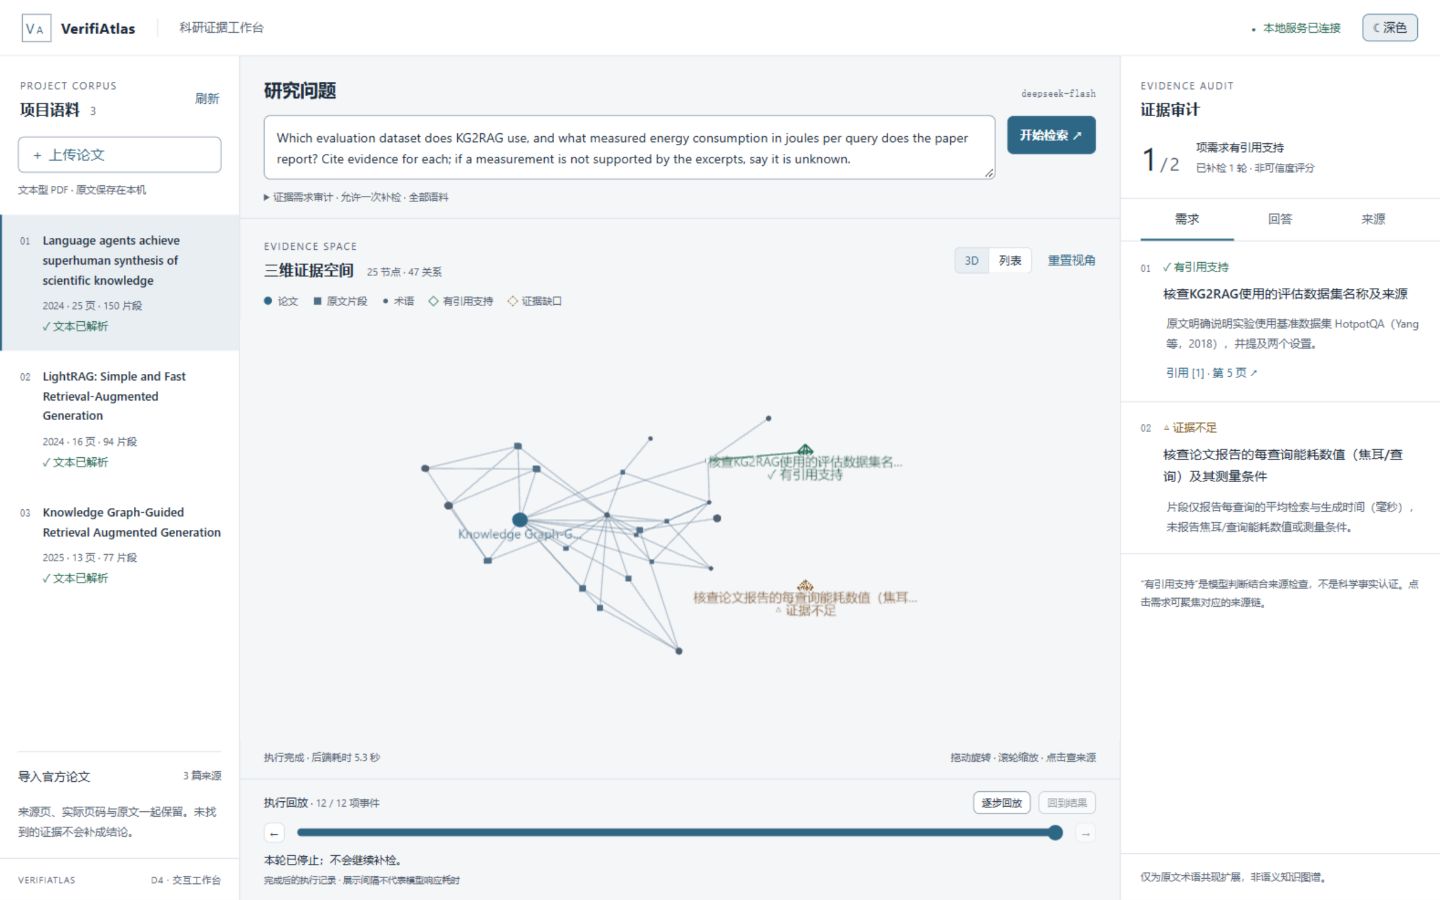 VA VerifiAtlas 科研证据工作台
• 本地服务已连接
☾深色
PROJECT CORPUS
项目语料 3
刷新
+ 上传论文
文本型 PDF · 原文保存在本机
01 Language agents achieve
superhuman synthesis of
scientific knowledge
2024 · 25 页 · 150 片段
✓ 文本已解析
02 LightRAG: Simple and Fast
Retrieval-Augmented
Generation
2024 · 16 页 · 94 片段
✓ 文本已解析
03 Knowledge Graph-Guided
Retrieval Augmented Generation
2025 · 13 页 · 77 片段
✓ 文本已解析
导入官方论文 3 篇来源
来源页、实际页码与原文一起保留。未找
到的证据不会补成结论。
VERIFIATLAS D4 · 交互工作台
研究问题
deepseek-flash
Which evaluation dataset does KG2RAG use, and what measured energy consumption in joules per query does the paper
report? Cite evidence for each; if a measurement is not supported by the excerpts, say it is unknown.
开始检索 ↗
▶ 证据需求审计 · 允许一次补检 · 全部语料
EVIDENCE SPACE
三维证据空间 25 节点 · 47 关系
3D 列表 重置视角
论文 原文片段 术语 有引用支持 证据缺口
核查KG2RAG使用的评估数据集名...
✓ 有引用支持
Knowledge Graph-G...
核查论文报告的每查询能耗数值（焦耳...
▵ 证据不足
执行完成 · 后端耗时 5.3 秒
拖动旋转 · 滚轮缩放 · 点击查来源
执行回放 · 12 / 12 项事件
逐步回放 回到结果
← →
本轮已停止；不会继续补检。
完成后的执行记录 · 展示间隔不代表模型响应耗时
EVIDENCE AUDIT
证据审计
1/2
项需求有引用支持
已补检 1 轮 · 非可信度评分
需求 回答 来源
01 ✓ 有引用支持
核查KG2RAG使用的评估数据集名称及来源
原文明确说明实验使用基准数据集 HotpotQA（Yang
等，2018），并提及两个设置。
引用 [1] · 第 5 页 ↗
02 ▵ 证据不足
核查论文报告的每查询能耗数值（焦耳/查
询）及其测量条件
片段仅报告每查询的平均检索与生成时间（毫秒），
未报告焦耳/查询能耗数值或测量条件。
“有引用支持”是模型判断结合来源检查，不是科学事实认证。点
击需求可聚焦对应的来源链。
仅为原文术语共现扩展，非语义知识图谱。